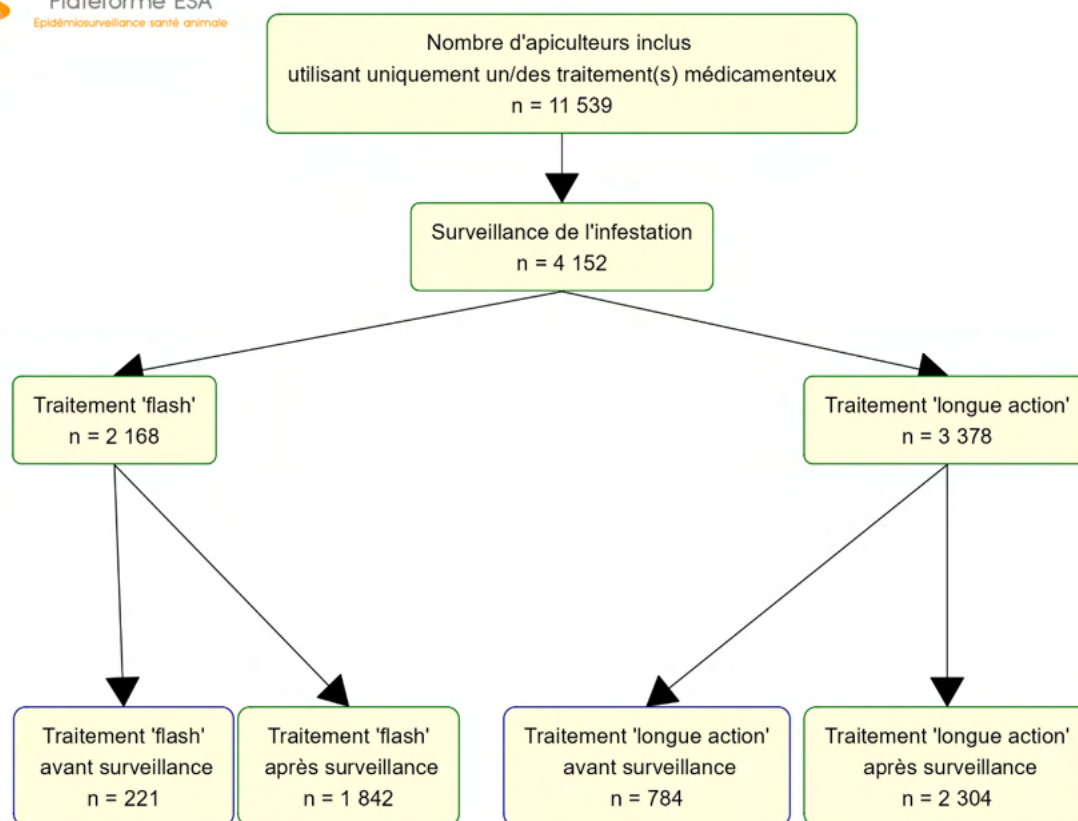 Plateforme ESA
Epidémiosurveillance santé animale
Nombre d'apiculteurs inclus
utilisant uniquement un/des traitement(s) médicamenteux
n = 11 539
Surveillance de l'infestation
n = 4 152
Traitement 'flash'
n = 2 168
Traitement 'longue action'
n = 3 378
Traitement 'flash'
avant surveillance
n = 221
Traitement 'flash'
après surveillance
n = 1 842
Traitement 'longue action'
avant surveillance
n = 784
Traitement 'longue action'
après surveillance
n = 2 304